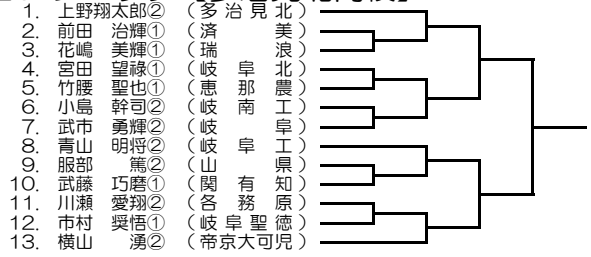 1. 上野翔太郎② (多治見北)
2. 前田 治輝① (済 美)
3. 花嶋 美輝① (瑞 浪)
4. 宮田 望禄① (岐 阜 北)
5. 竹腰 聖也① (恵 那 農)
6. 小島 幹司② (岐 南 工)
7. 武市 勇輝② (岐 阜)
8. 青山 明将② (岐 阜 工)
9. 服部 篤② (山 県)
10. 武藤 巧磨① (関 有 知)
11. 川瀬 愛翔② (各 務 原)
12. 市村 奨悟① (岐阜聖徳)
13. 横山 湧② (帝京大可児)